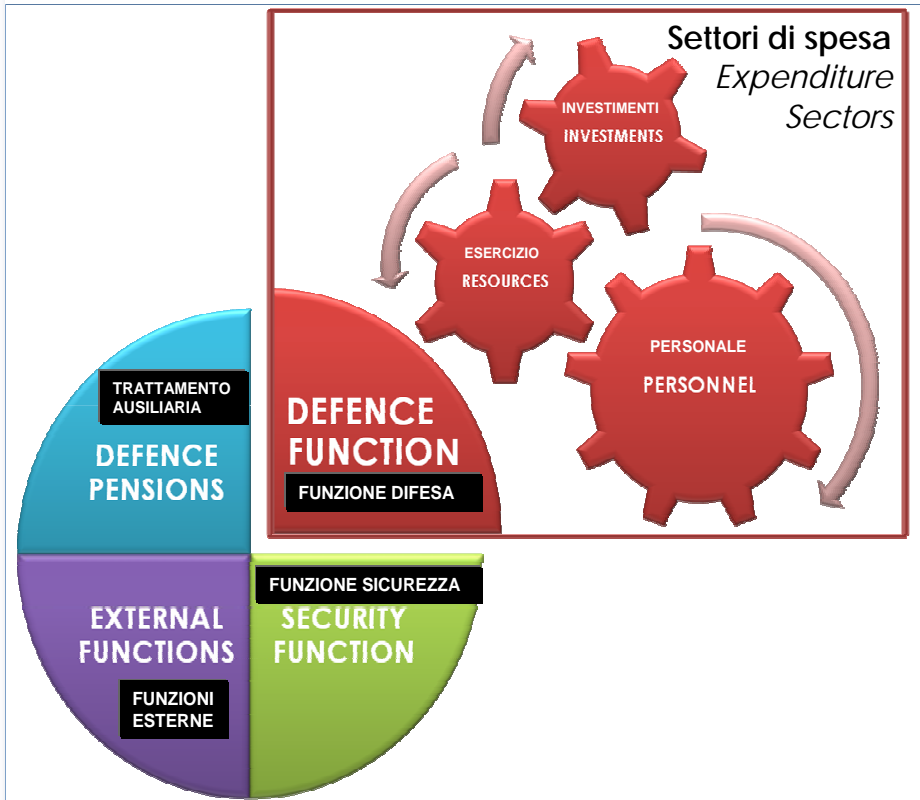 Settori di spesa
Expenditure
Sectors
INVESTIMENTI
INVESTMENTS
ESERCIZIO
RESOURCES
PERSONALE
PERSONNEL
TRATTAMENTO
AUSILIARIA
DEFENCE
PENSIONS
DEFENCE
FUNCTION
FUNZIONE DIFESA
EXTERNAL
FUNCTIONS
FUNZIONI
ESTERNE
FUNZIONE SICUREZZA
SECURITY
FUNCTION